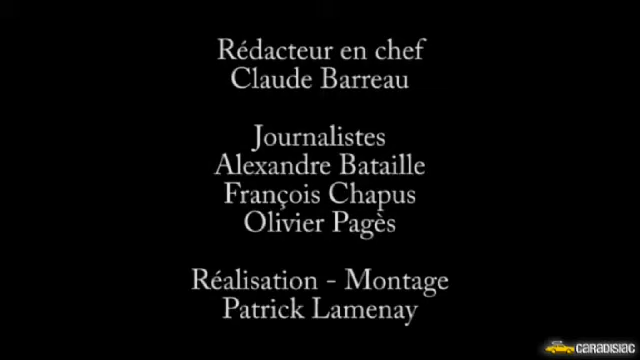 Rédacteur en chef
Claude Barreau
Journalistes
Alexandre Bataille
François Chapus
Olivier Pagès
Réalisation - Montage
Patrick Lamenay
CARADISIAC